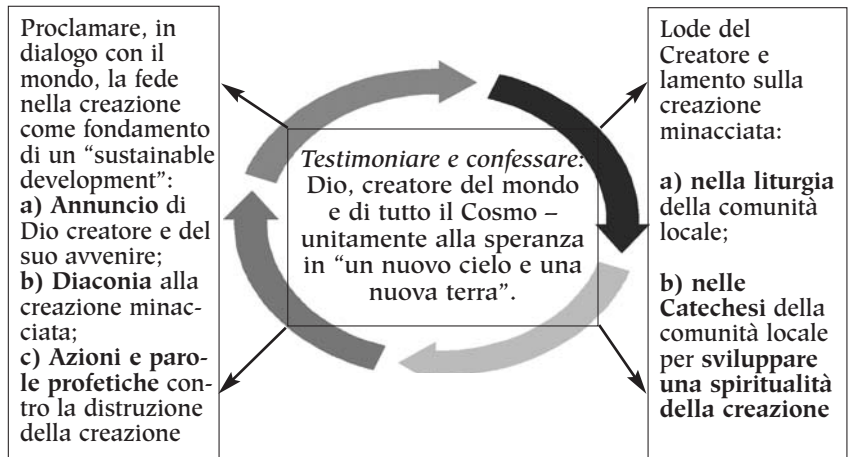 Proclamare, in
dialogo con il
mondo, la fede
nella creazione
come fondamento
di un “sustainable
development”:
a) Annuncio di
Dio creatore e del
suo avvenire;
b) Diaconia alla
creazione minac-
ciata;
c) Azioni e paro-
le profetiche con-
tro la distruzione
della creazione
Testimoniare e confessare:
Dio, creatore del mondo
e di tutto il Cosmo –
unitamente alla speranza
in “un nuovo cielo e una
nuova terra”.
Lode del
Creatore e
lamento sulla
creazione
minacciata:
a) nella liturgia
della comunità
locale;
b) nelle
Catechesi della
comunità locale
per sviluppare
una spiritualità
della creazione